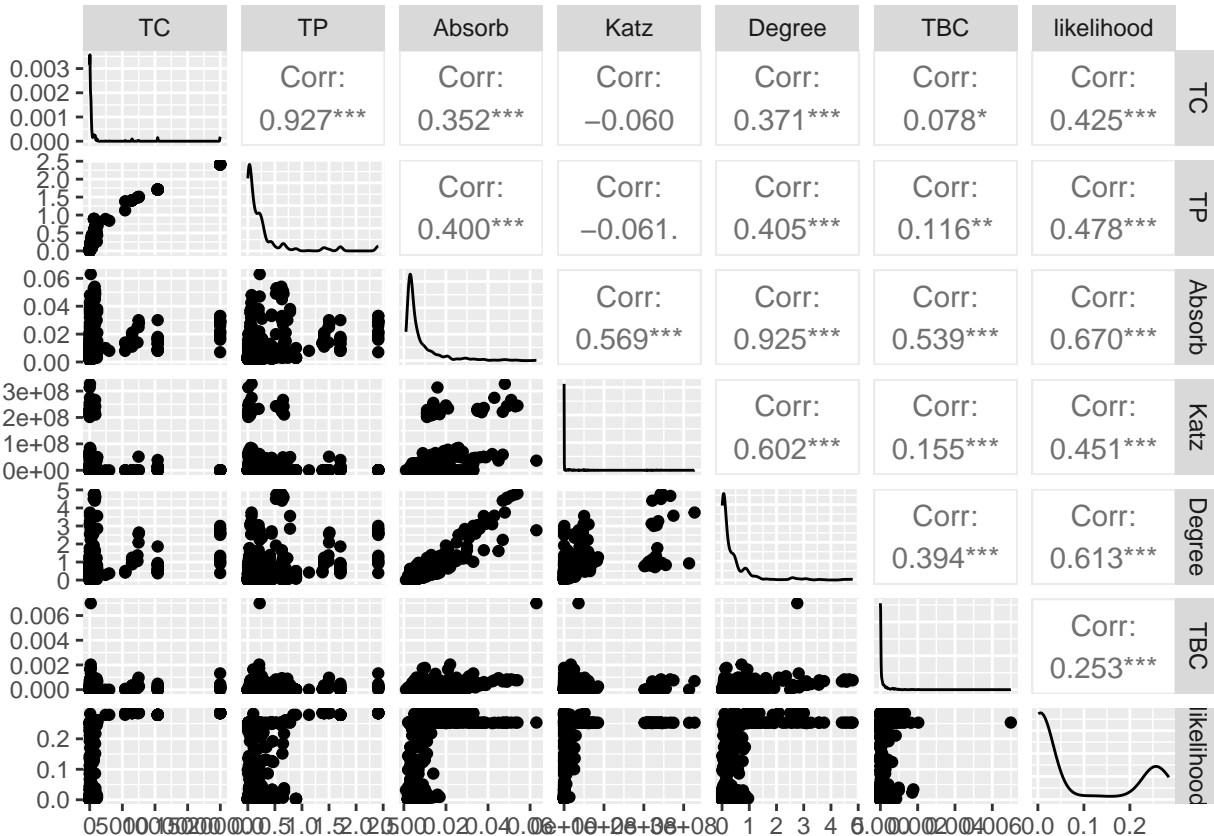 TC TP Absorb Katz Degree TBC likelihood
0.003
0.002
0.001
0.000
Corr:
0.927***
Corr:
0.352***
Corr:
−0.060
Corr:
0.371***
Corr:
0.078*
Corr:
0.425***
TC
2.5
2.0
1.5
1.0
0.5
0.0
Corr:
0.400***
Corr:
−0.061.
Corr:
0.405***
Corr:
0.116**
Corr:
0.478***
TP
0.06
0.04
0.02
0.00
Corr:
0.569***
Corr:
0.925***
Corr:
0.539***
Corr:
0.670***
Absorb
3e+08
2e+08
1e+08
0e+00
Corr:
0.602***
Corr:
0.155***
Corr:
0.451***
Katz
5
4
3
2
1
0
Corr:
0.394***
Corr:
0.613***
Degree
0.006
0.004
0.002
0.000
Corr:
0.253***
TBC
0.2
0.1
0.0
likelihood
0 1 2 3 4
0.0 0.1 0.2